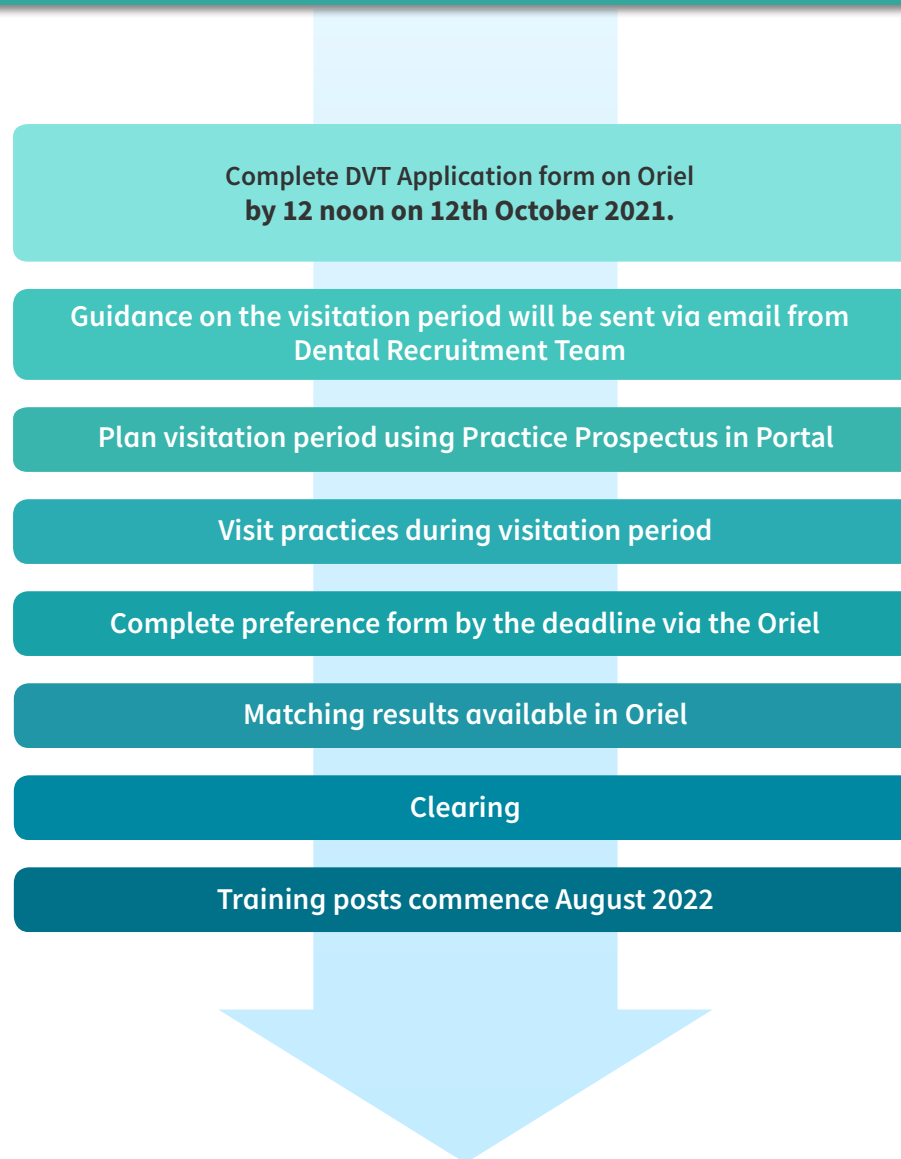 Complete DVT Application form on Oriel
by 12 noon on 12th October 2021.
Guidance on the visitation period will be sent via email from
Dental Recruitment Team
Plan visitation period using Practice Prospectus in Portal
Visit practices during visitation period
Complete preference form by the deadline via the Oriel
Matching results available in Oriel
Clearing
Training posts commence August 2022